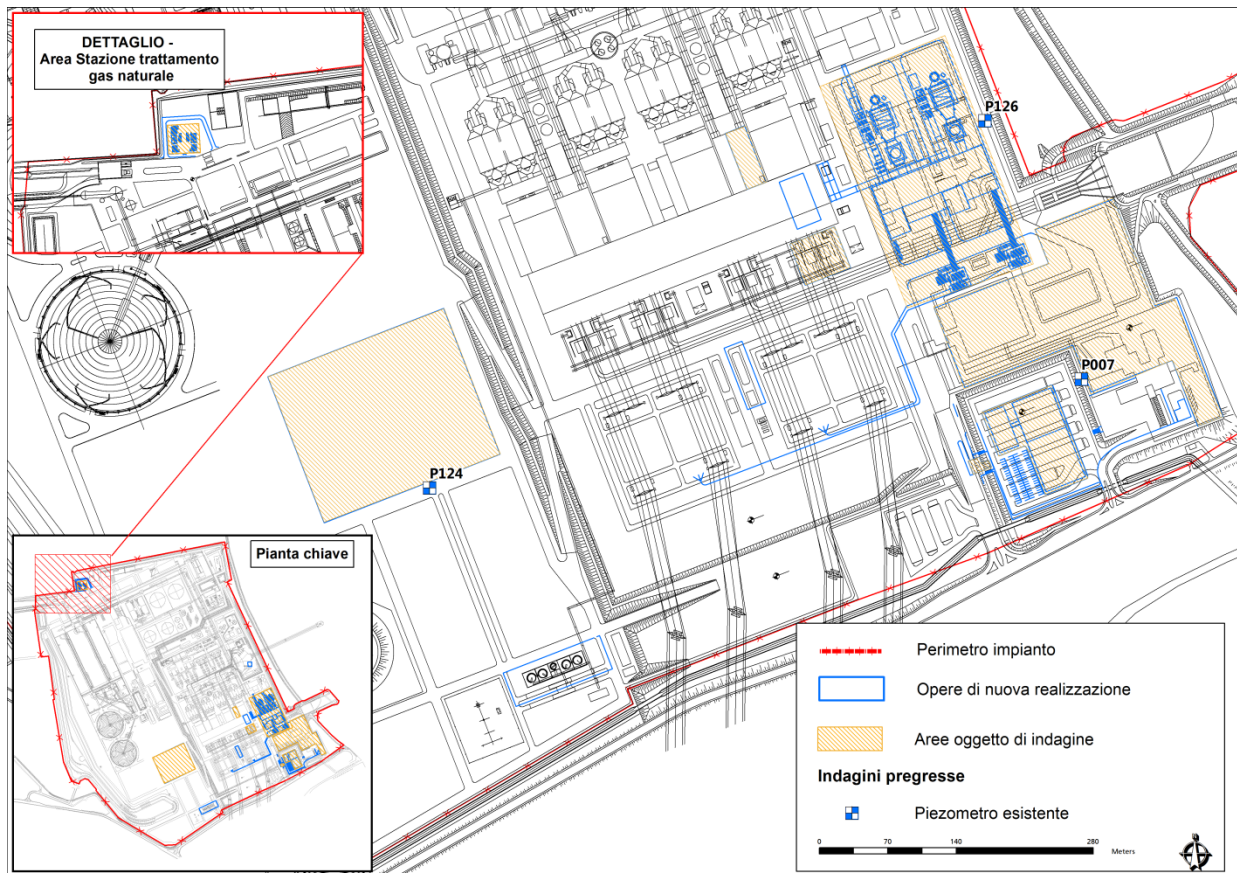 DETTAGLIO -
Area Stazione trattamento
gas naturale
P126
P007
P124
Pianta chiave
Perimetro impianto
Opere di nuova realizzazione
Aree oggetto di indagine
Indagini pregresse
Piezometro esistente
0 70 140 280
Meters